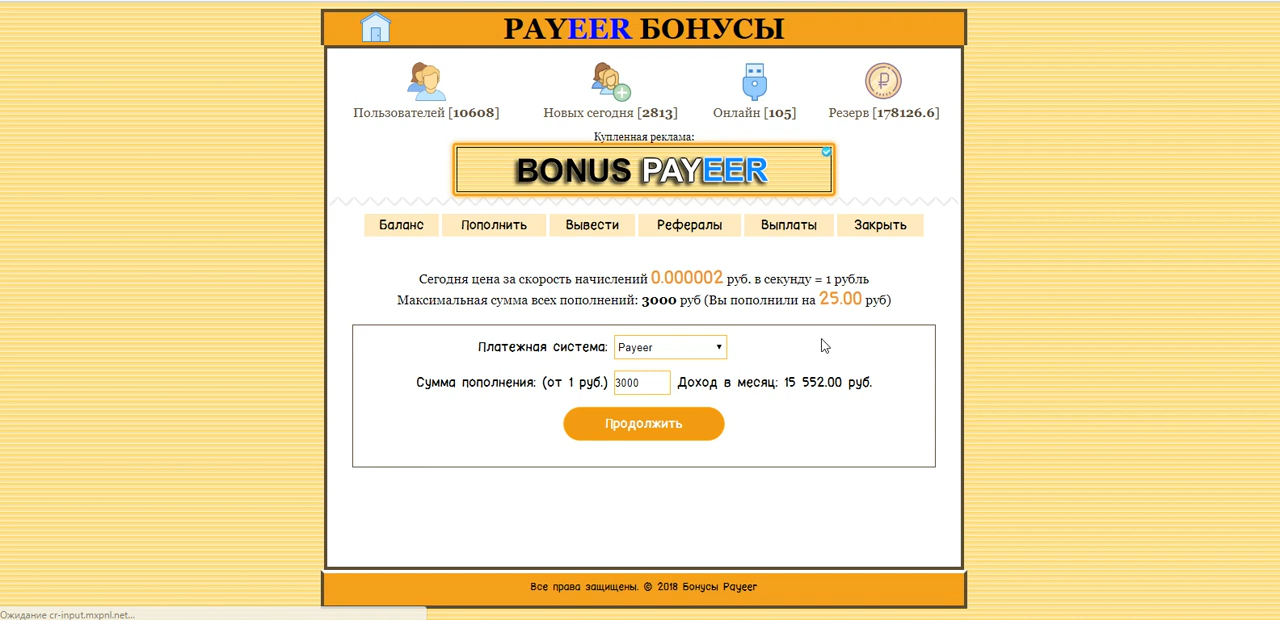 PAYEER БОНУСЫ
Пользователей [10608] Новых сегодня [2813] Онлайн [105] Резерв [178126.6]
Купленная реклама:
BONUS PAYEER
Баланс Пополнить Вывести Рефералы Выплаты Закрыть
Сегодня цена за скорость начислений 0.000002 руб. в секунду = 1 рубль
Максимальная сумма всех пополнений: 3000 руб (Вы пополнили на 25.00 руб)
Платежная система: Payeer
Сумма пополнения: (от 1 руб.) 3000 Доход в месяц: 15 552.00 руб.
Продолжить
Все права защищены. © 2018 Бонусы Payeer
Ожидание cr-input.mxpnl.net...